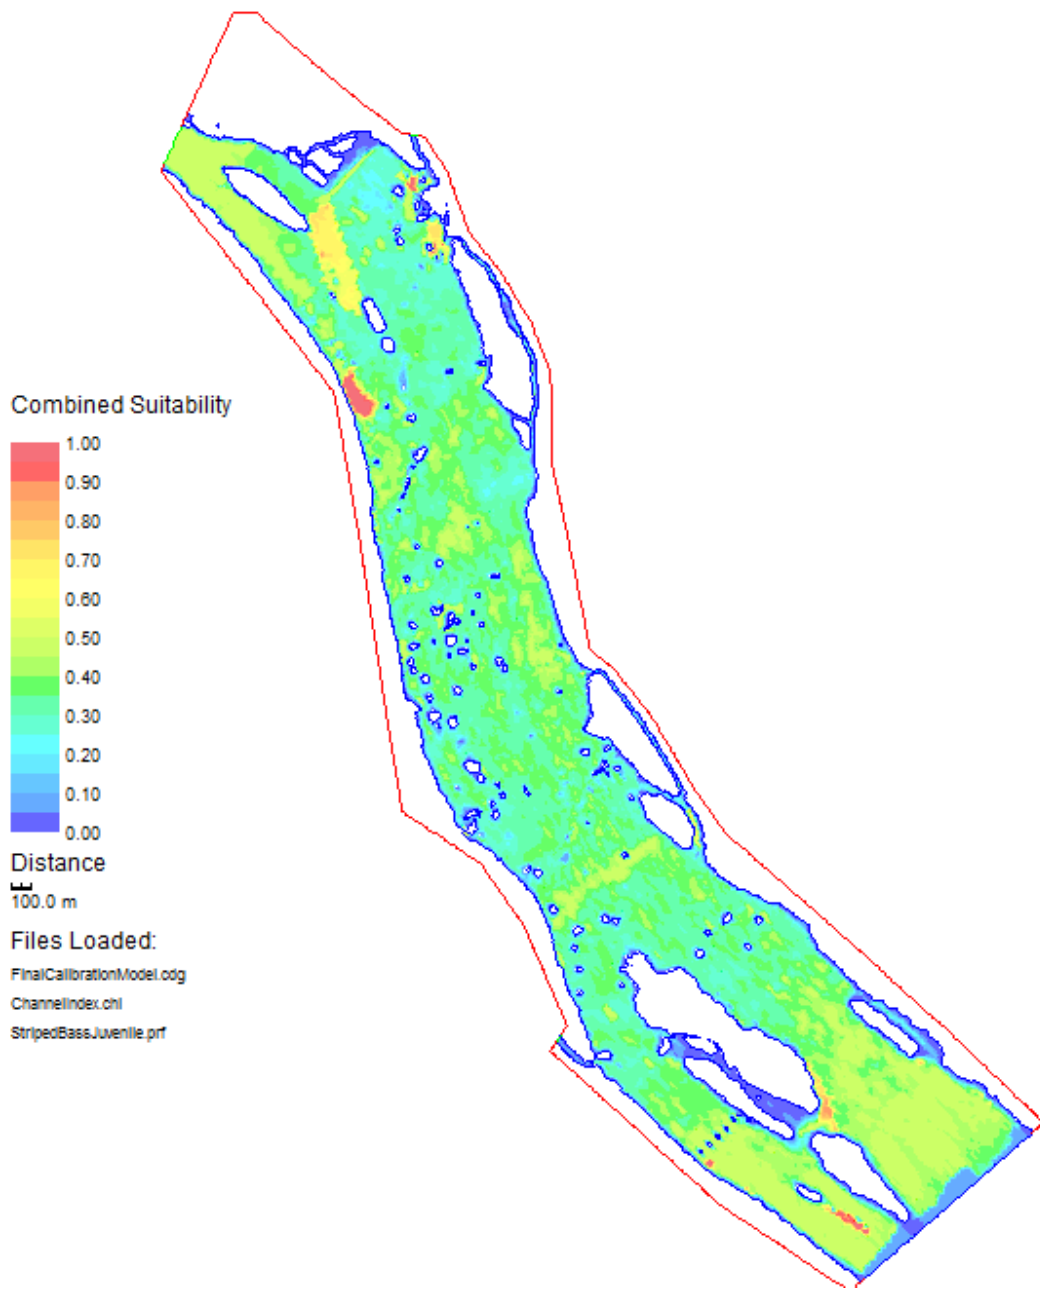 Combined Suitability
1.00
0.90
0.80
0.70
0.60
0.50
0.40
0.30
0.20
0.10
0.00
Distance
100.0 m
Files Loaded:
FinalCalibrationModel.cdg
ChannelIndex.chi
StripedBassJuvenile.prf